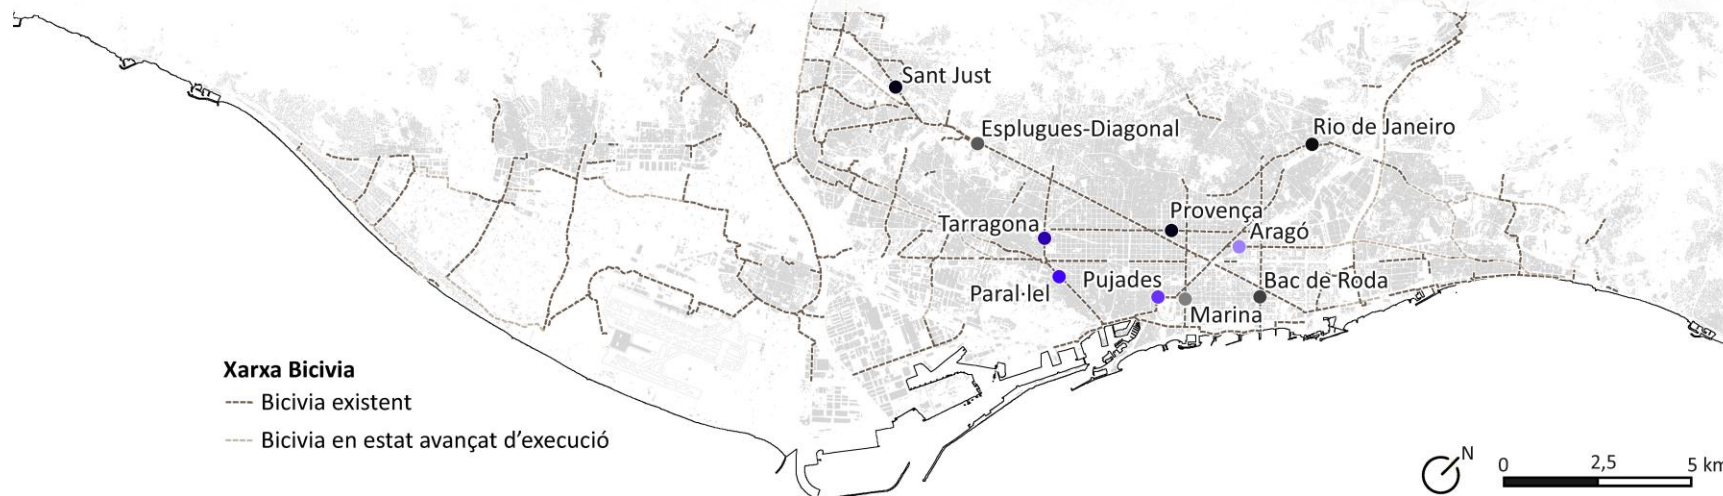 Sant Just
Esplugues-Diagonal
Rio de Janeiro
Provença
Tarragona
Aragó
Pujades
Bac de Roda
Paral·lel
Marina
Xarxa Bicivia
Bicivia existent
Bicivia en estat avançat d'execució
N
0 2,5 5 km